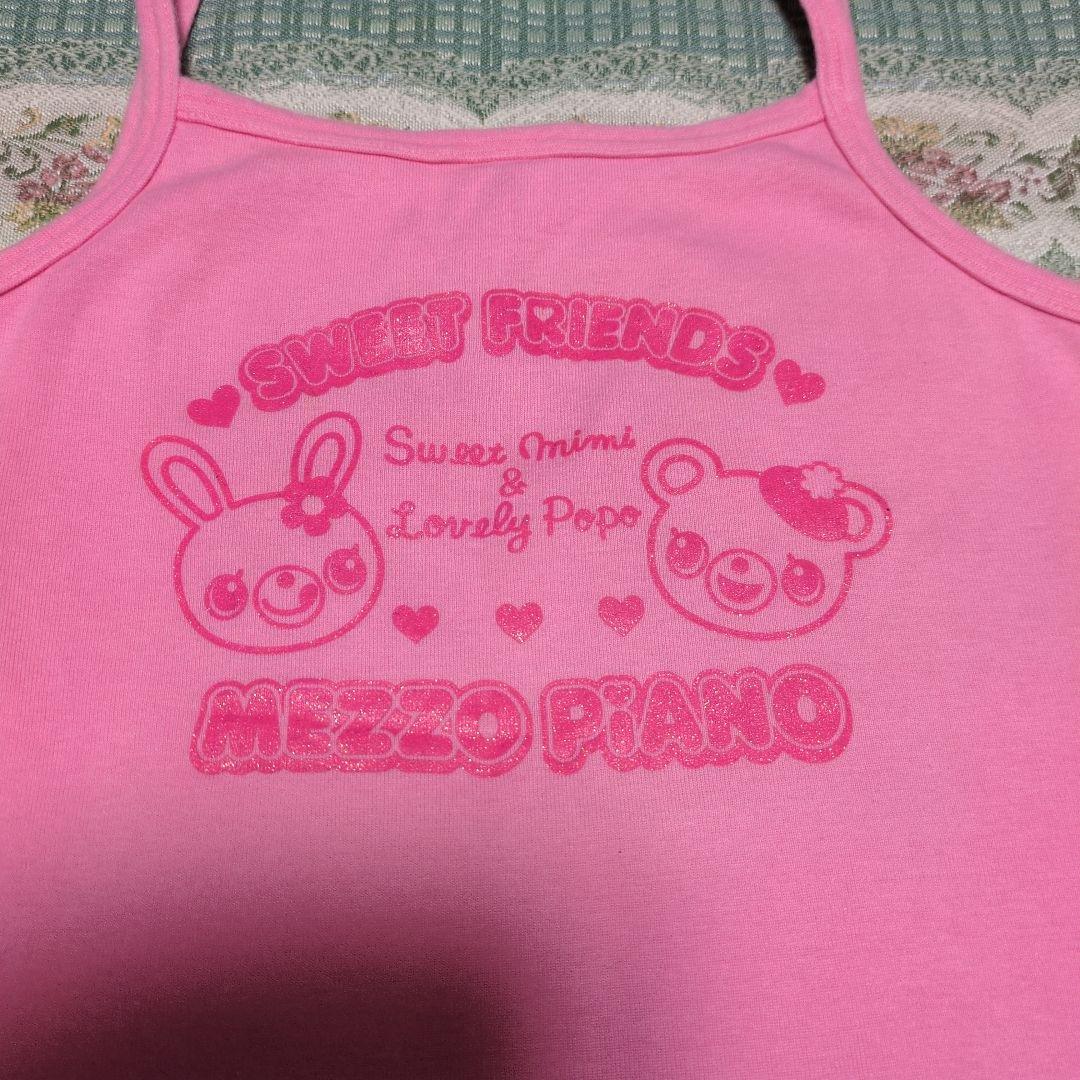 SWEET FRIENDS
Sweet mimi
&
Lovely Popo
MEZZO PiANO